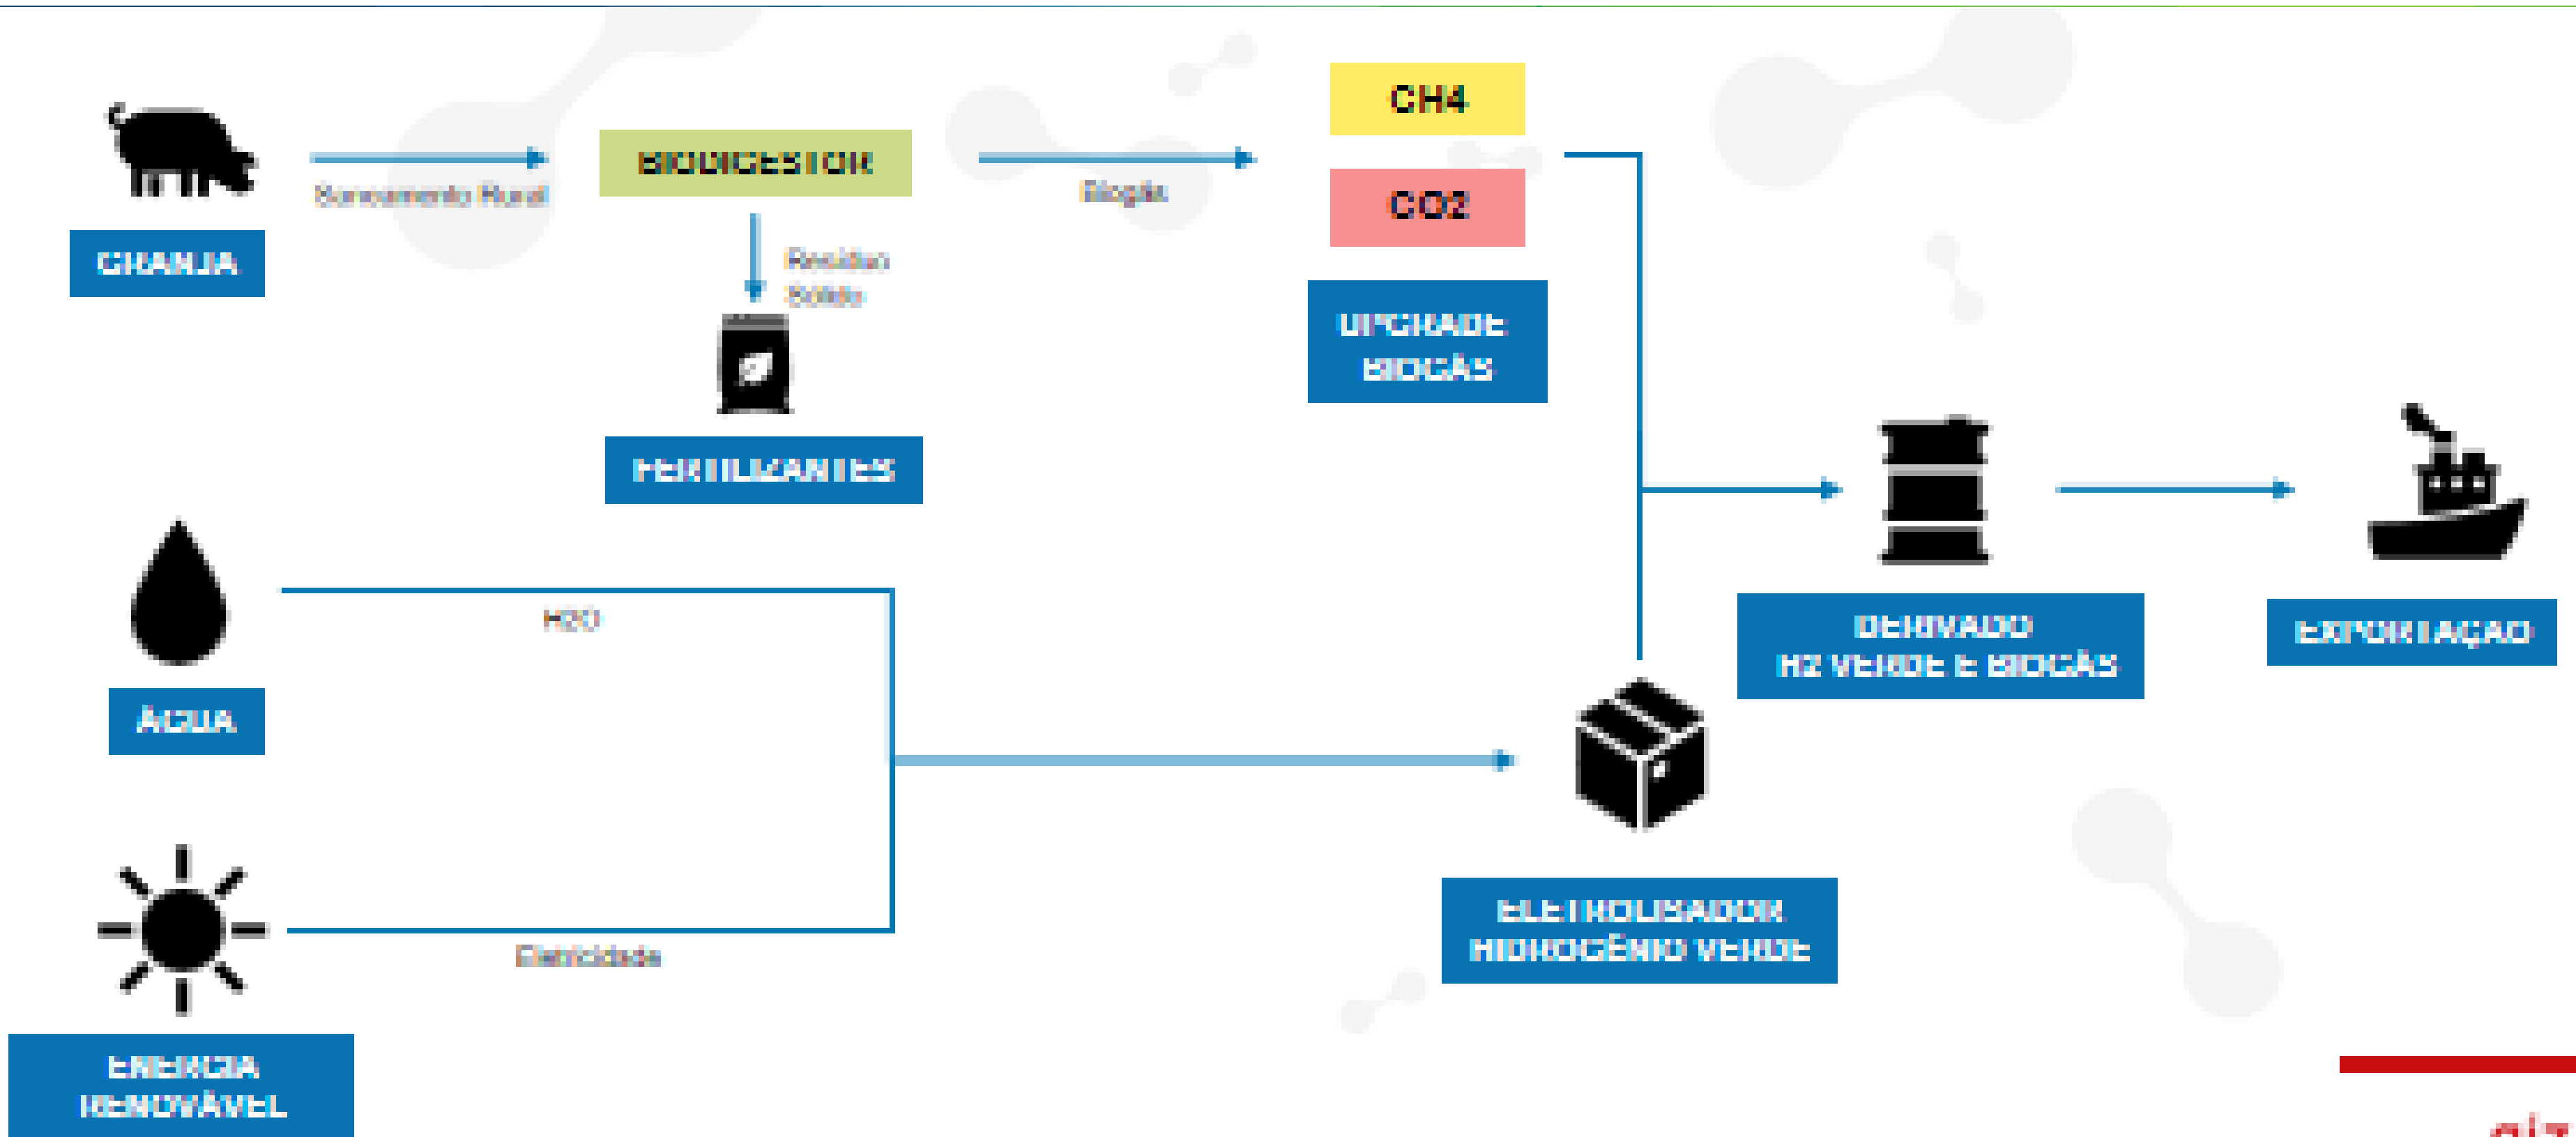 CH4
BIODIGESTOR
Saneamento Rural
Biogás
CO2
GRANJA
Resíduo
Sólido
UPGRADE
BIOGÁS
FERTILIZANTES
H2O
DERIVADO
H2 VERDE E BIOGÁS
EXPORTAÇÃO
ÁGUA
ELETROLISADOR
HIDROGÊNIO VERDE
Eletricidade
ENERGIA
RENOVÁVEL